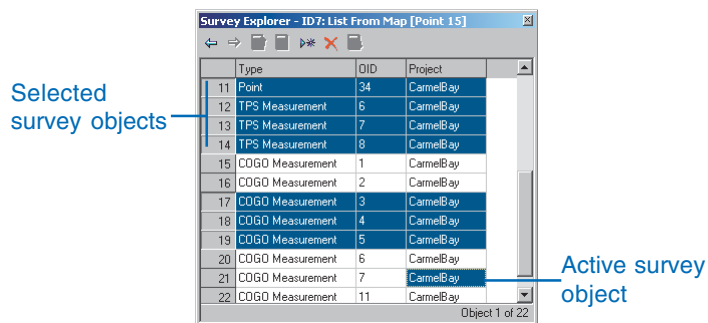 Survey Explorer - ID7: List From Map [Point 15]
Type OID Project
11 Point 34 CarmelBay
12 TPS Measurement 6 CarmelBay
13 TPS Measurement 7 CarmelBay
14 TPS Measurement 8 CarmelBay
15 COGO Measurement 1 CarmelBay
16 COGO Measurement 2 CarmelBay
17 COGO Measurement 3 CarmelBay
18 COGO Measurement 4 CarmelBay
19 COGO Measurement 5 CarmelBay
20 COGO Measurement 6 CarmelBay
21 COGO Measurement 7 CarmelBay
22 COGO Measurement 11 CarmelBay
Object 1 of 22
Selected
survey objects
Active survey
object